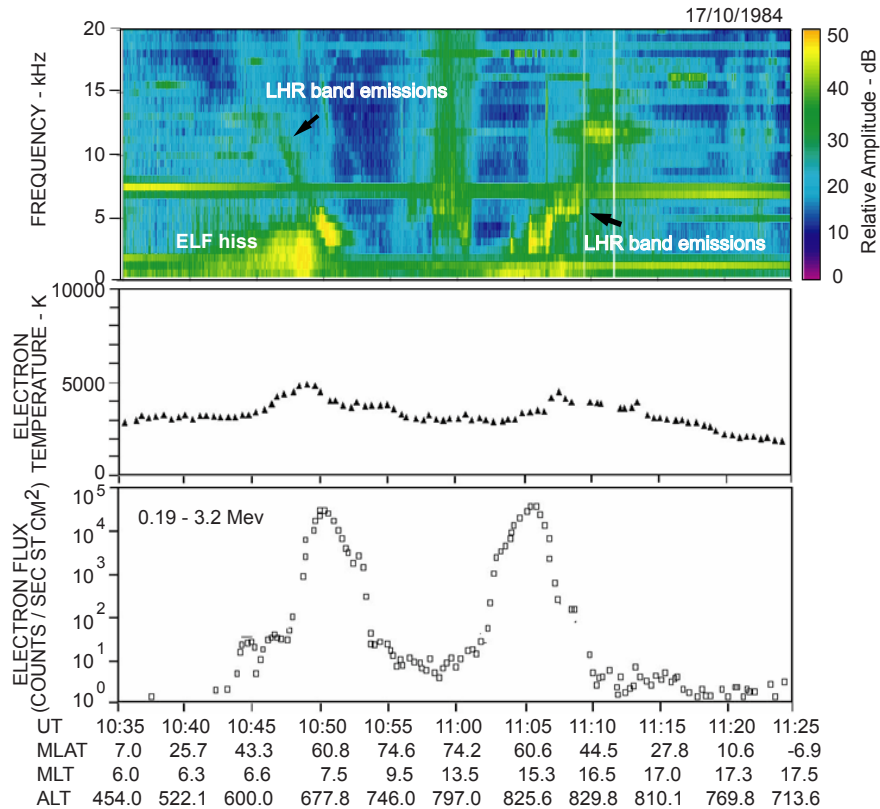 17/10/1984
FREQUENCY - kHz
20
15
10
5
0
LHR band emissions
ELF hiss
LHR band emissions
Relative Amplitude - dB
50
40
30
20
10
0
ELECTRON
TEMPERATURE - K
10000
5000
0
ELECTRON FLUX
(COUNTS / SEC ST CM²)
10⁵
10⁴
10³
10²
10¹
10⁰
0.19 - 3.2 Mev
UT 10:35 10:40 10:45 10:50 10:55 11:00 11:05 11:10 11:15 11:20 11:25
MLAT 7.0 25.7 43.3 60.8 74.6 74.2 60.6 44.5 27.8 10.6 -6.9
MLT 6.0 6.3 6.6 7.5 9.5 13.5 15.3 16.5 17.0 17.3 17.5
ALT 454.0 522.1 600.0 677.8 746.0 797.0 825.6 829.8 810.1 769.8 713.6